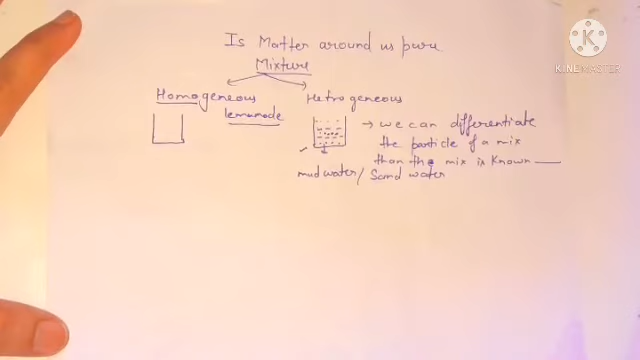 Is Matter around us pure
Mixture
Homogeneous Hetrogeneous
lemonade
→ we can differentiate
the particle of a mix
than the mix is known ___
mud water/ Sand water
K
KINEMASTER